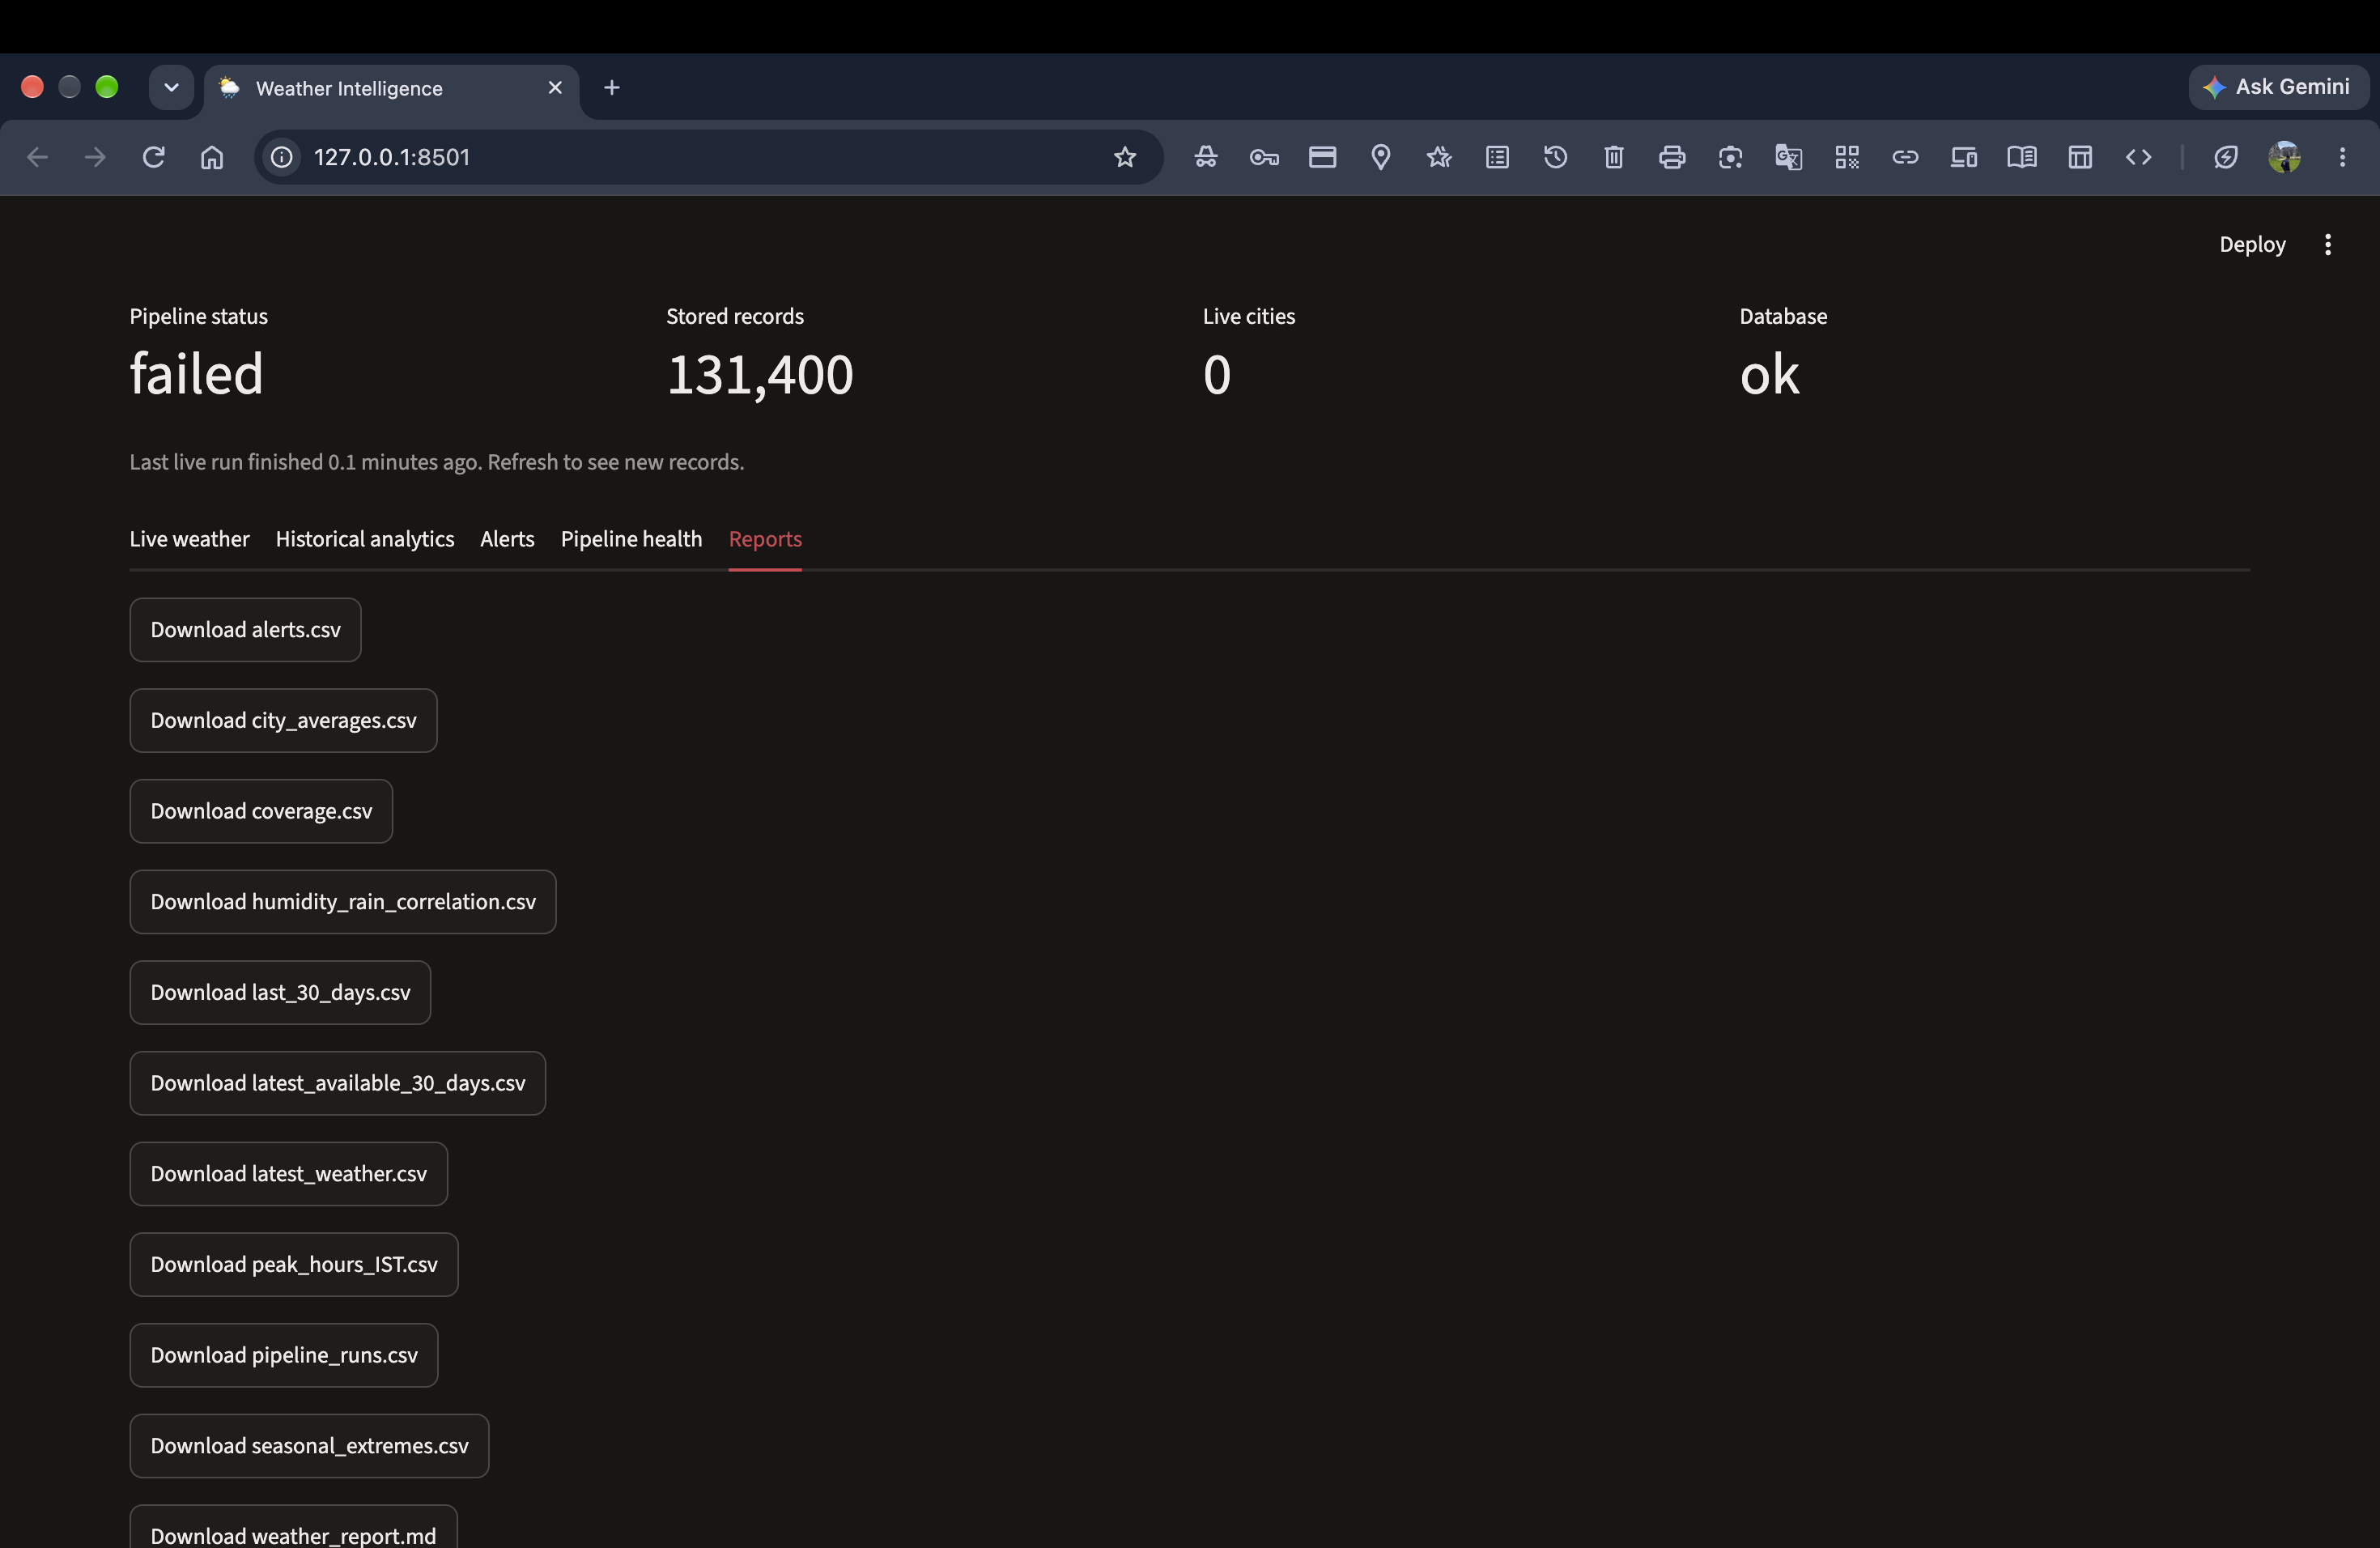 Weather Intelligence
Ask Gemini
127.0.0.1:8501
Deploy
Pipeline status
failed
Stored records
131,400
Live cities
0
Database
ok
Last live run finished 0.1 minutes ago. Refresh to see new records.
Live weather Historical analytics Alerts Pipeline health Reports
Download alerts.csv
Download city_averages.csv
Download coverage.csv
Download humidity_rain_correlation.csv
Download last_30_days.csv
Download latest_available_30_days.csv
Download latest_weather.csv
Download peak_hours_IST.csv
Download pipeline_runs.csv
Download seasonal_extremes.csv
Download weather_report.md